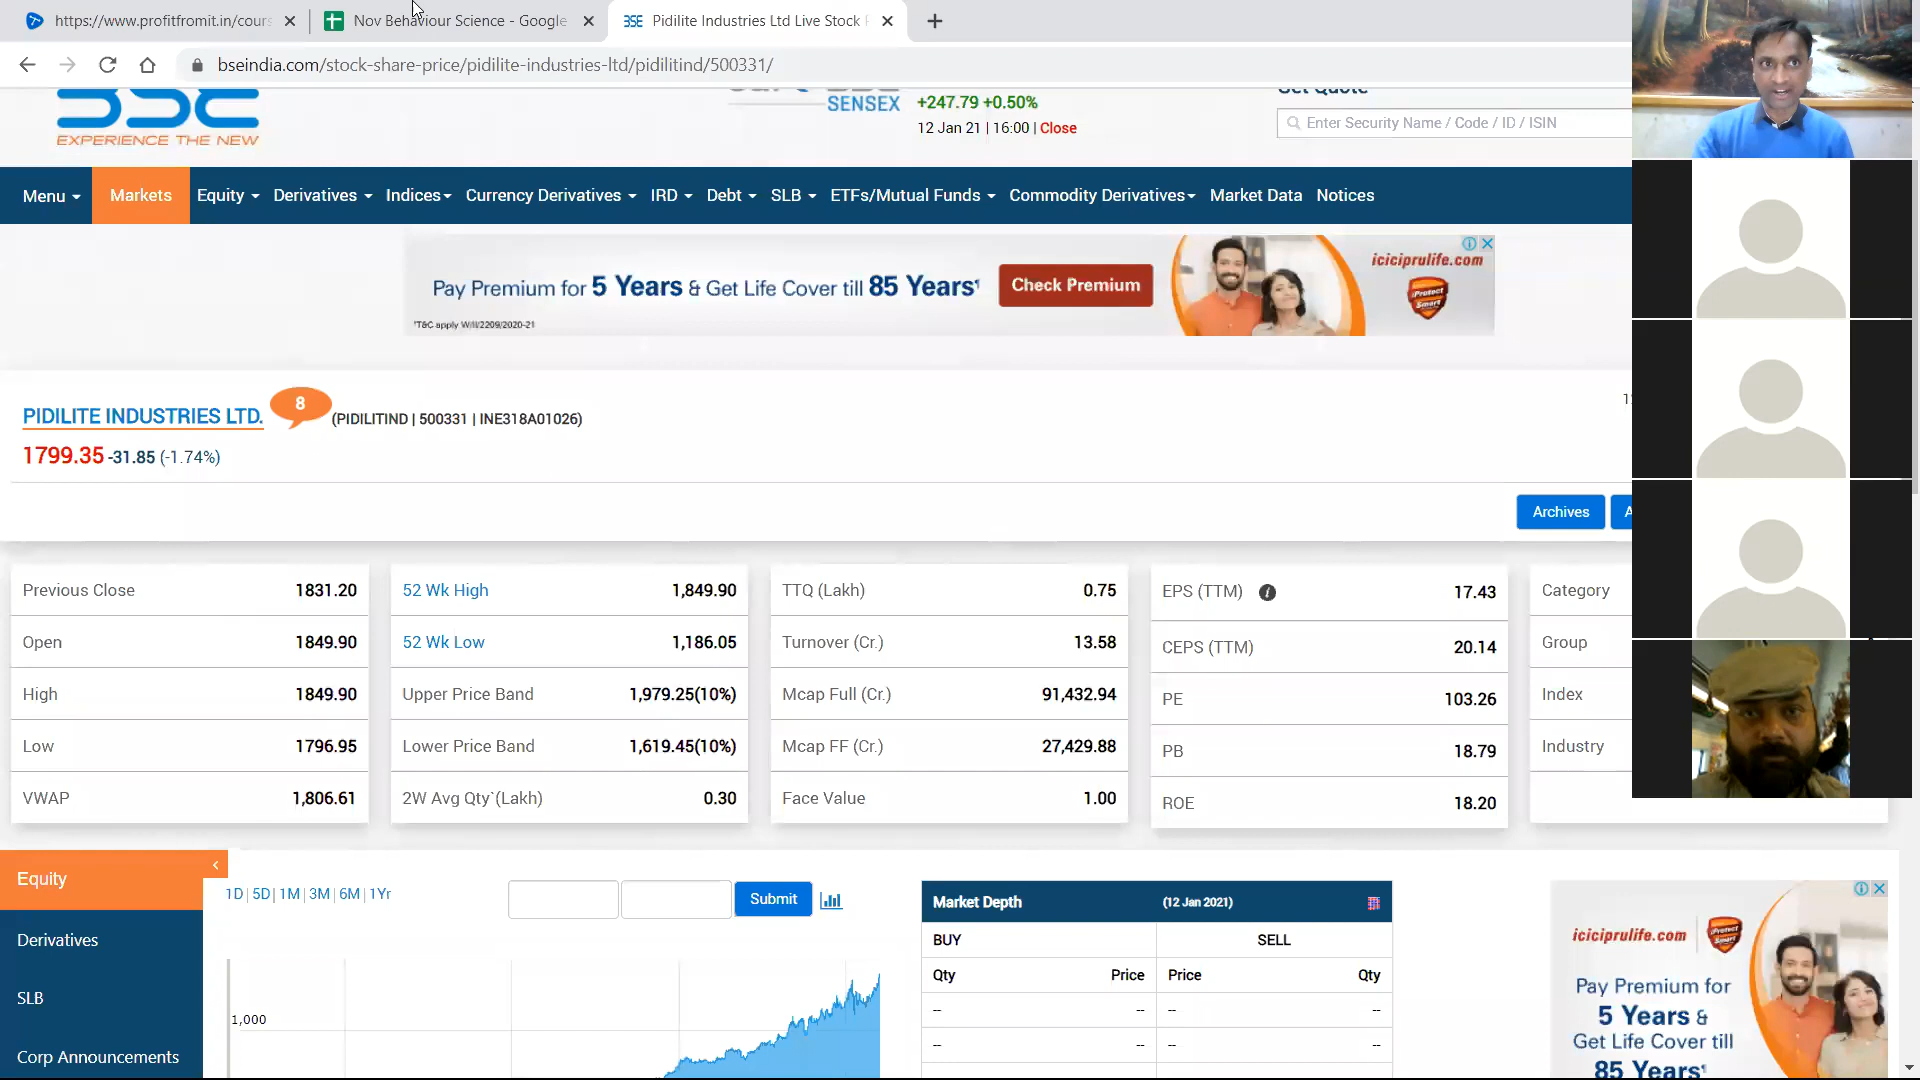 https://www.profitfromit.in/cours
Nov Behaviour Science - Google
BSE
Pidilite Industries Ltd Live Stock P
bseindia.com/stock-share-price/pidilite-industries-ltd/pidilitind/500331/
BSE
EXPERIENCE THE NEW
SENSEX
+247.79 +0.50%
12 Jan 21 | 16:00 | Close
Get Quote
Enter Security Name / Code / ID / ISIN
Menu
Markets
Equity
Derivatives
Indices
Currency Derivatives
IRD
Debt
SLB
ETFs/Mutual Funds
Commodity Derivatives
Market Data
Notices
Pay Premium for 5 Years & Get Life Cover till 85 Years
Check Premium
iciciprulife.com
iProtect Smart
PIDILITE INDUSTRIES LTD.
8
(PIDILITIND | 500331 | INE318A01026)
1799.35 -31.85 (-1.74%)
Archives
A
Previous Close 1831.20
Open 1849.90
High 1849.90
Low 1796.95
VWAP 1,806.61
52 Wk High 1,849.90
52 Wk Low 1,186.05
Upper Price Band 1,979.25(10%)
Lower Price Band 1,619.45(10%)
2W Avg Qty`(Lakh) 0.30
TTQ (Lakh) 0.75
Turnover (Cr.) 13.58
Mcap Full (Cr.) 91,432.94
Mcap FF (Cr.) 27,429.88
Face Value 1.00
EPS (TTM) 17.43
CEPS (TTM) 20.14
PE 103.26
PB 18.79
ROE 18.20
Category
Group
Index
Industry
Equity
Derivatives
SLB
Corp Announcements
1D | 5D | 1M | 3M | 6M | 1Yr
Submit
1,000
Market Depth (12 Jan 2021)
BUY SELL
Qty Price Price Qty
-- -- -- --
-- -- -- --
iciciprulife.com
iProtect Smart
Pay Premium for
5 Years &
Get Life Cover till
85 Years